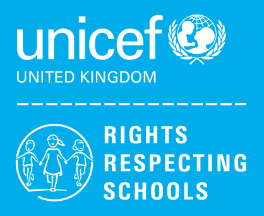 unicef
UNITED KINGDOM
RIGHTS
RESPECTING
SCHOOLS